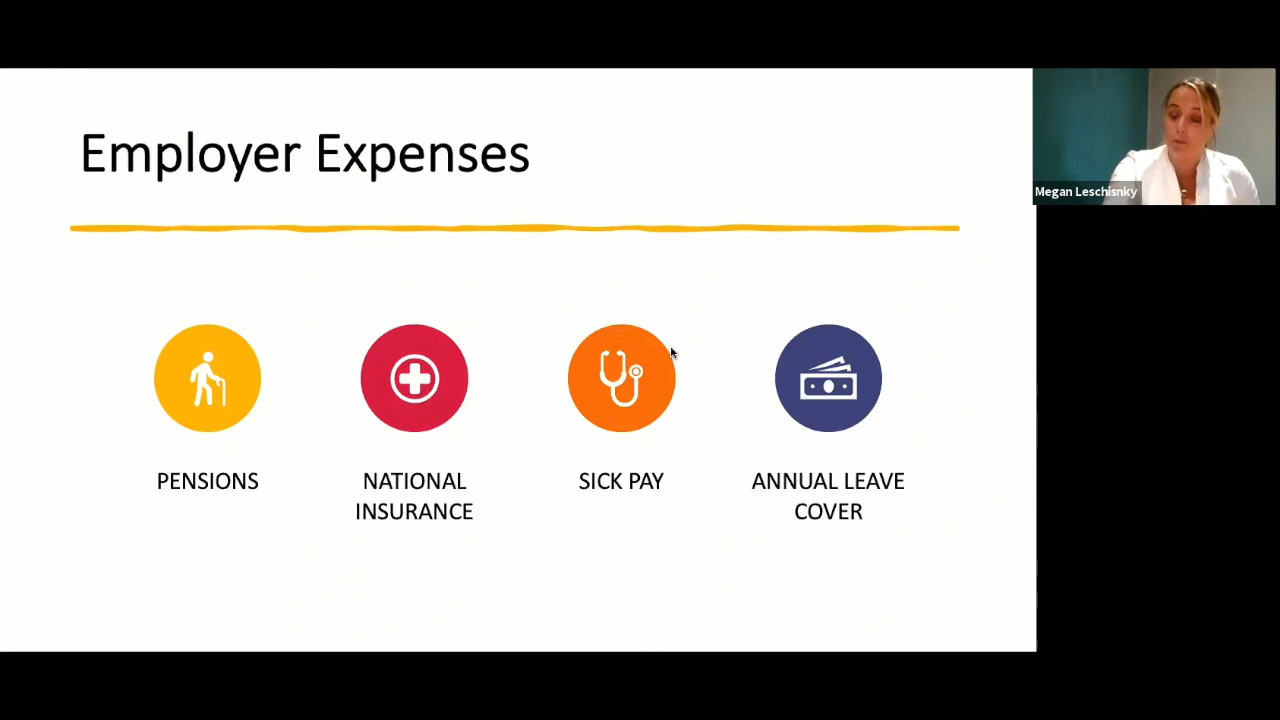 Employer Expenses
Megan Leschisnky
PENSIONS
NATIONAL
INSURANCE
SICK PAY
ANNUAL LEAVE
COVER